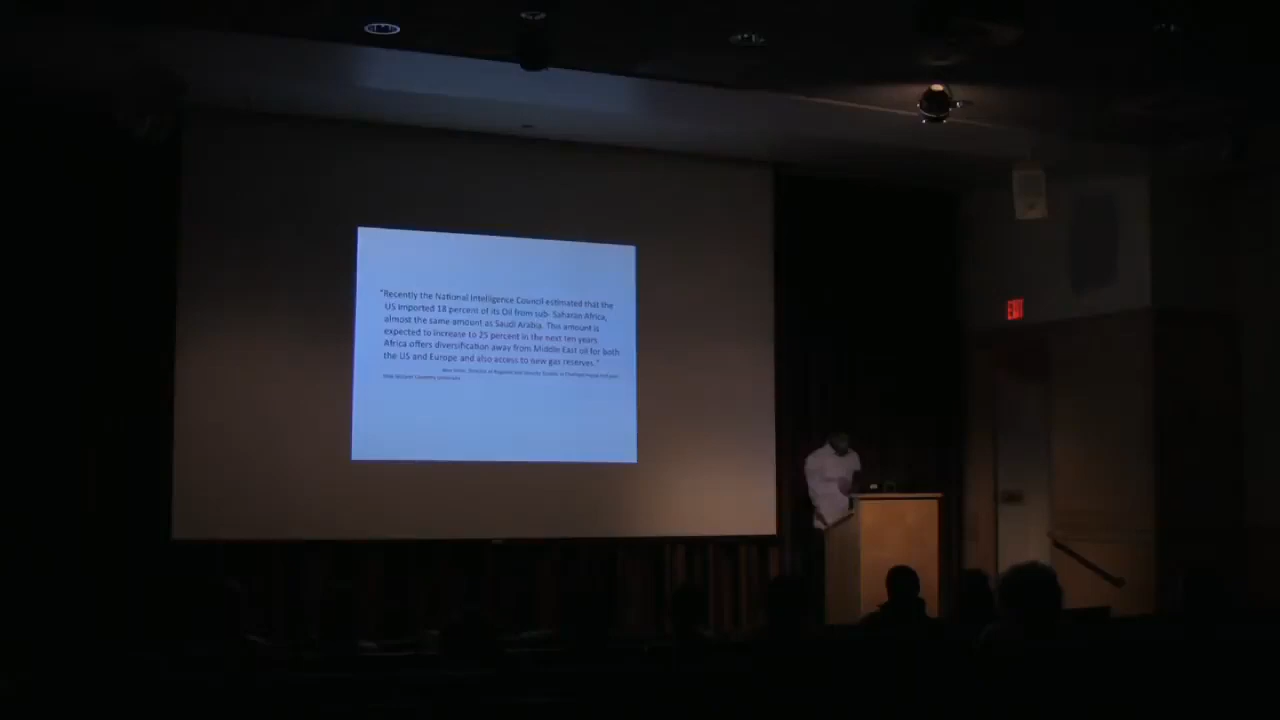 "Recently the National Intelligence Council estimated that the
US imported 18 percent of its Oil from sub- Saharan Africa,
almost the same amount as Saudi Arabia. This amount is
expected to increase to 25 percent in the next ten years.
Africa offers diversification away from Middle East oil for both
the US and Europe and also access to new gas reserves."